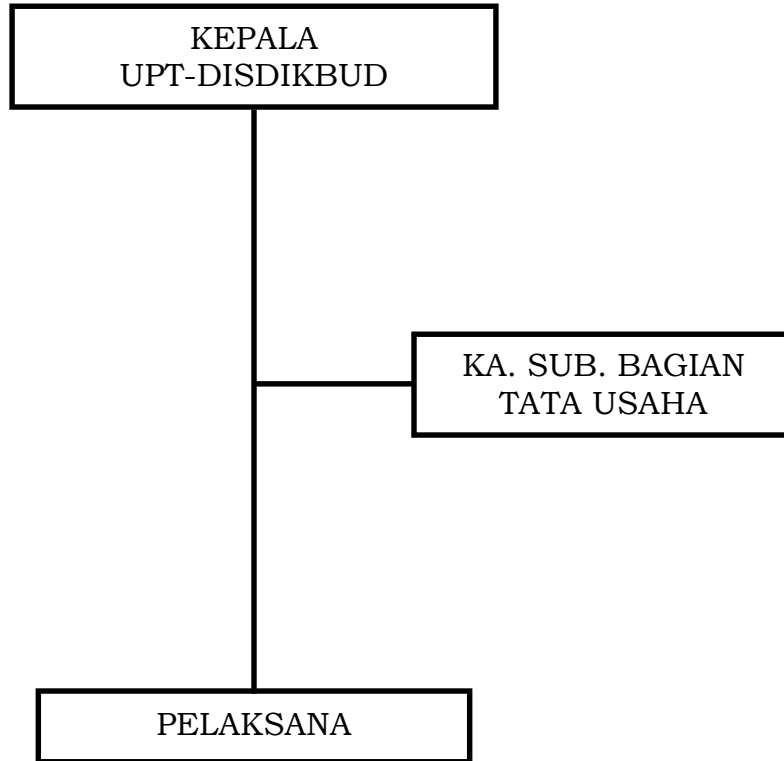 KEPALA
UPT-DISDIKBUD
KA. SUB. BAGIAN
TATA USAHA
PELAKSANA